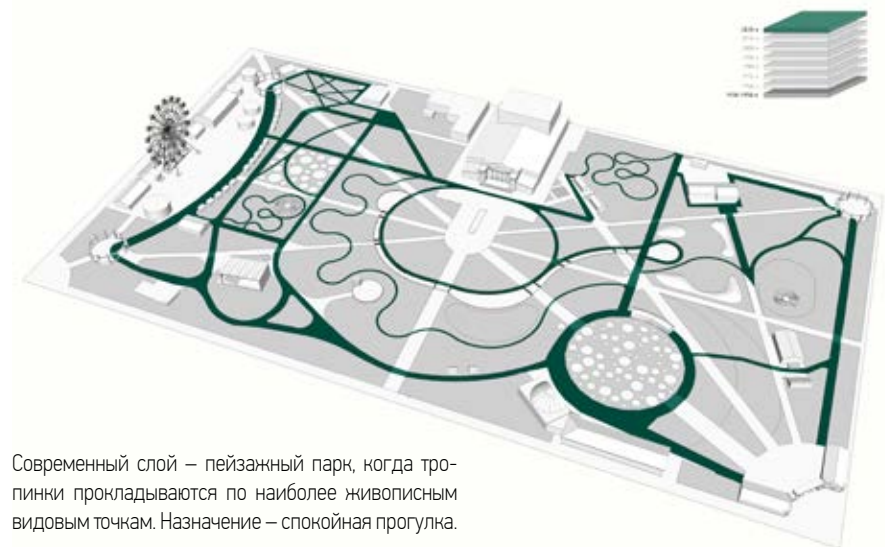 Современный слой – пейзажный парк, когда тро-
пинки прокладываются по наиболее живописным
видовым точкам. Назначение – спокойная прогулка.